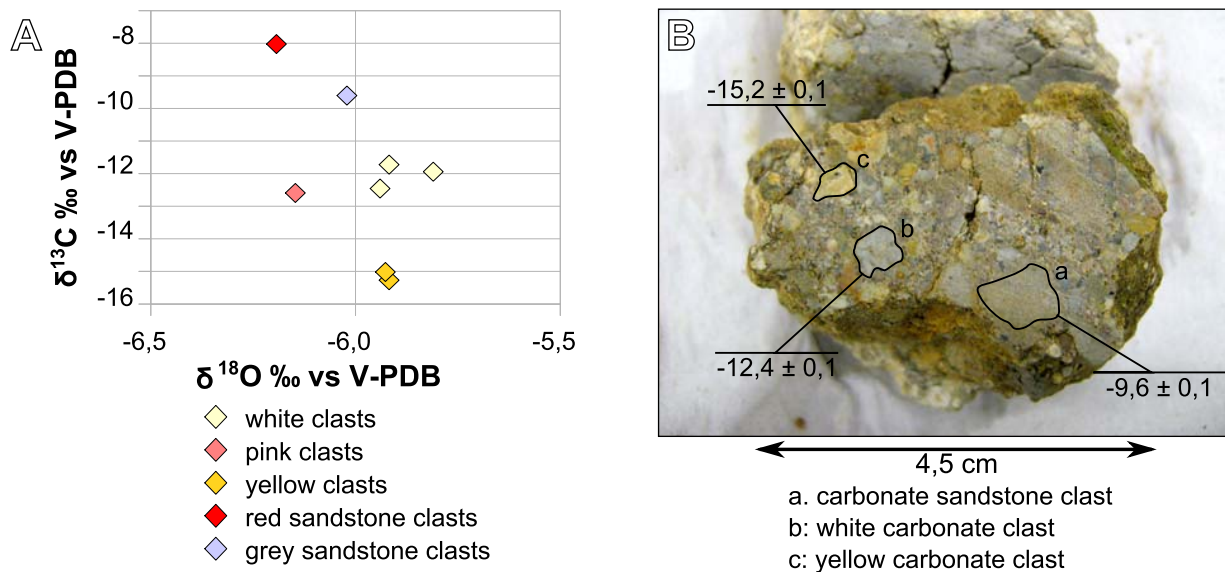 A
-8
-10
-12
-14
-16
δ13C ‰ vs V-PDB
-6,5
-6,0
-5,5
δ 18O ‰ vs V-PDB
white clasts
pink clasts
yellow clasts
red sandstone clasts
grey sandstone clasts
B
-15,2 ± 0,1
c
b
a
-12,4 ± 0,1
-9,6 ± 0,1
4,5 cm
a. carbonate sandstone clast
b: white carbonate clast
c: yellow carbonate clast